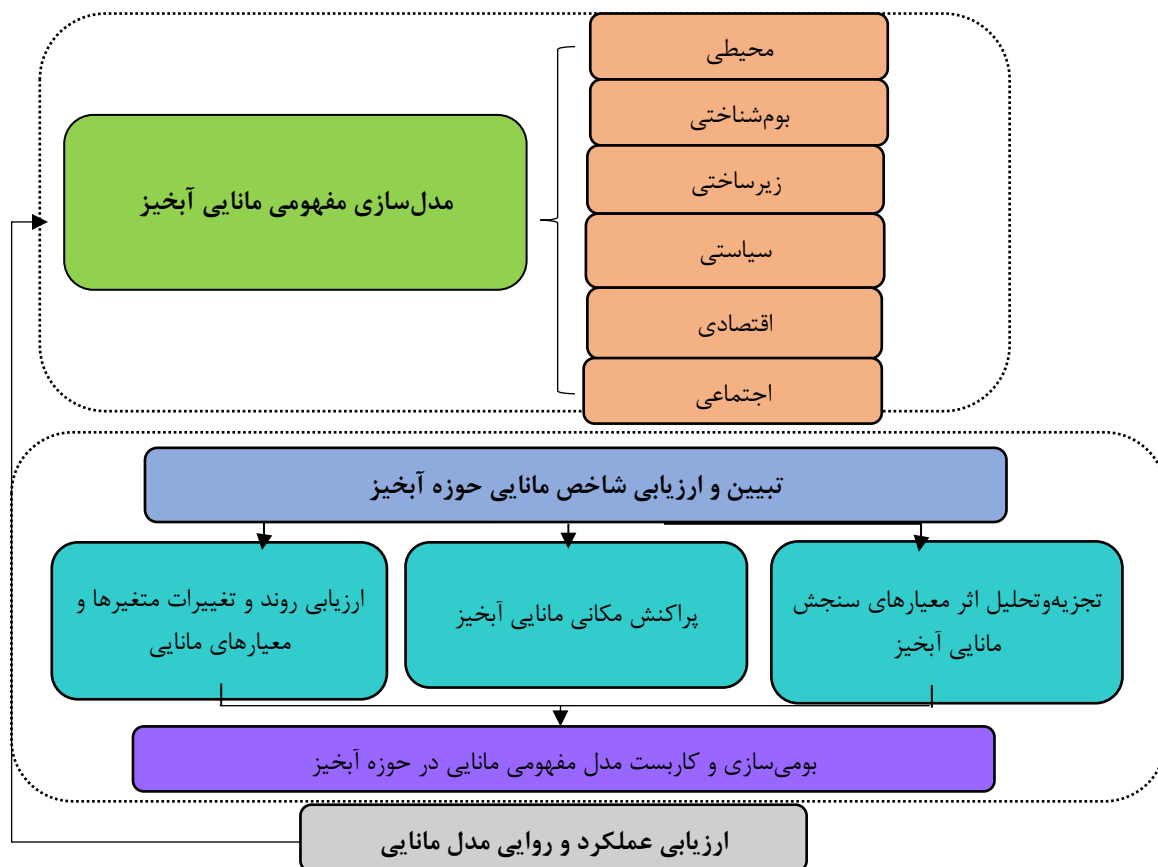 محیطی
بوم‌شناختی
زیرساختی
سیاستی
اقتصادی
اجتماعی
مدل‌سازی مفهومی مانایی آبخیز
تبیین و ارزیابی شاخص مانایی حوزه آبخیز
تجزیه‌وتحلیل اثر معیارهای سنجش
مانایی آبخیز
پراکنش مکانی مانایی آبخیز
ارزیابی روند و تغییرات متغیرها و
معیارهای مانایی
بومی‌سازی و کاربست مدل مفهومی مانایی در حوزه آبخیز
ارزیابی عملکرد و روایی مدل مانایی